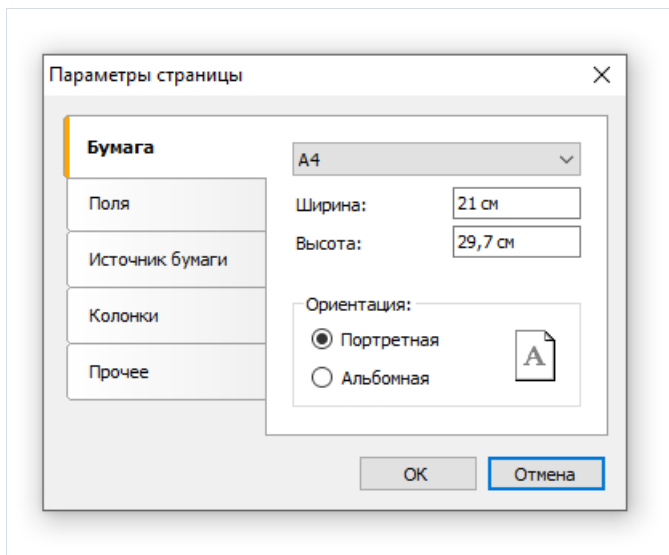 Параметры страницы
Бумага
Поля
Источник бумаги
Колонки
Прочее
A4
Ширина: 21 см
Высота: 29,7 см
Ориентация:
Портретная
Альбомная
A
OK
Отмена